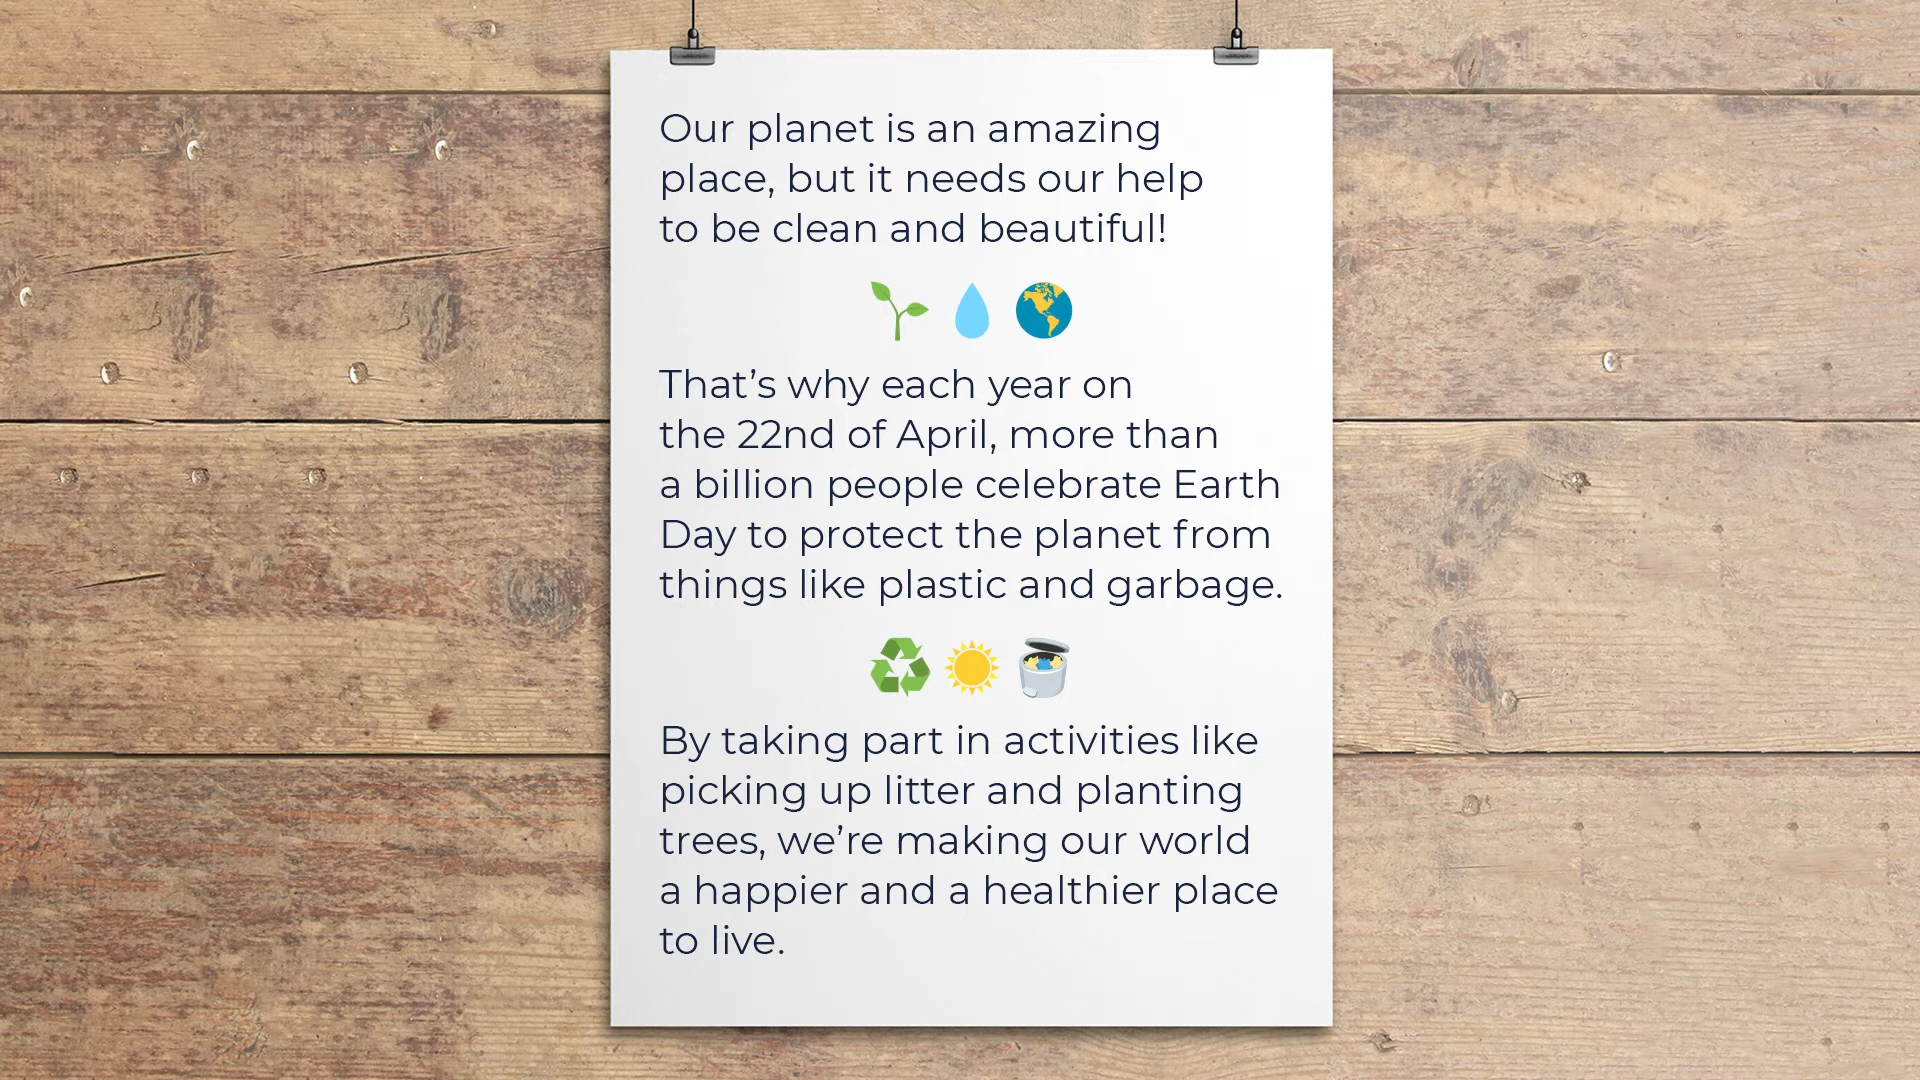 Our planet is an amazing
place, but it needs our help
to be clean and beautiful!
That’s why each year on
the 22nd of April, more than
a billion people celebrate Earth
Day to protect the planet from
things like plastic and garbage.
By taking part in activities like
picking up litter and planting
trees, we’re making our world
a happier and a healthier place
to live.